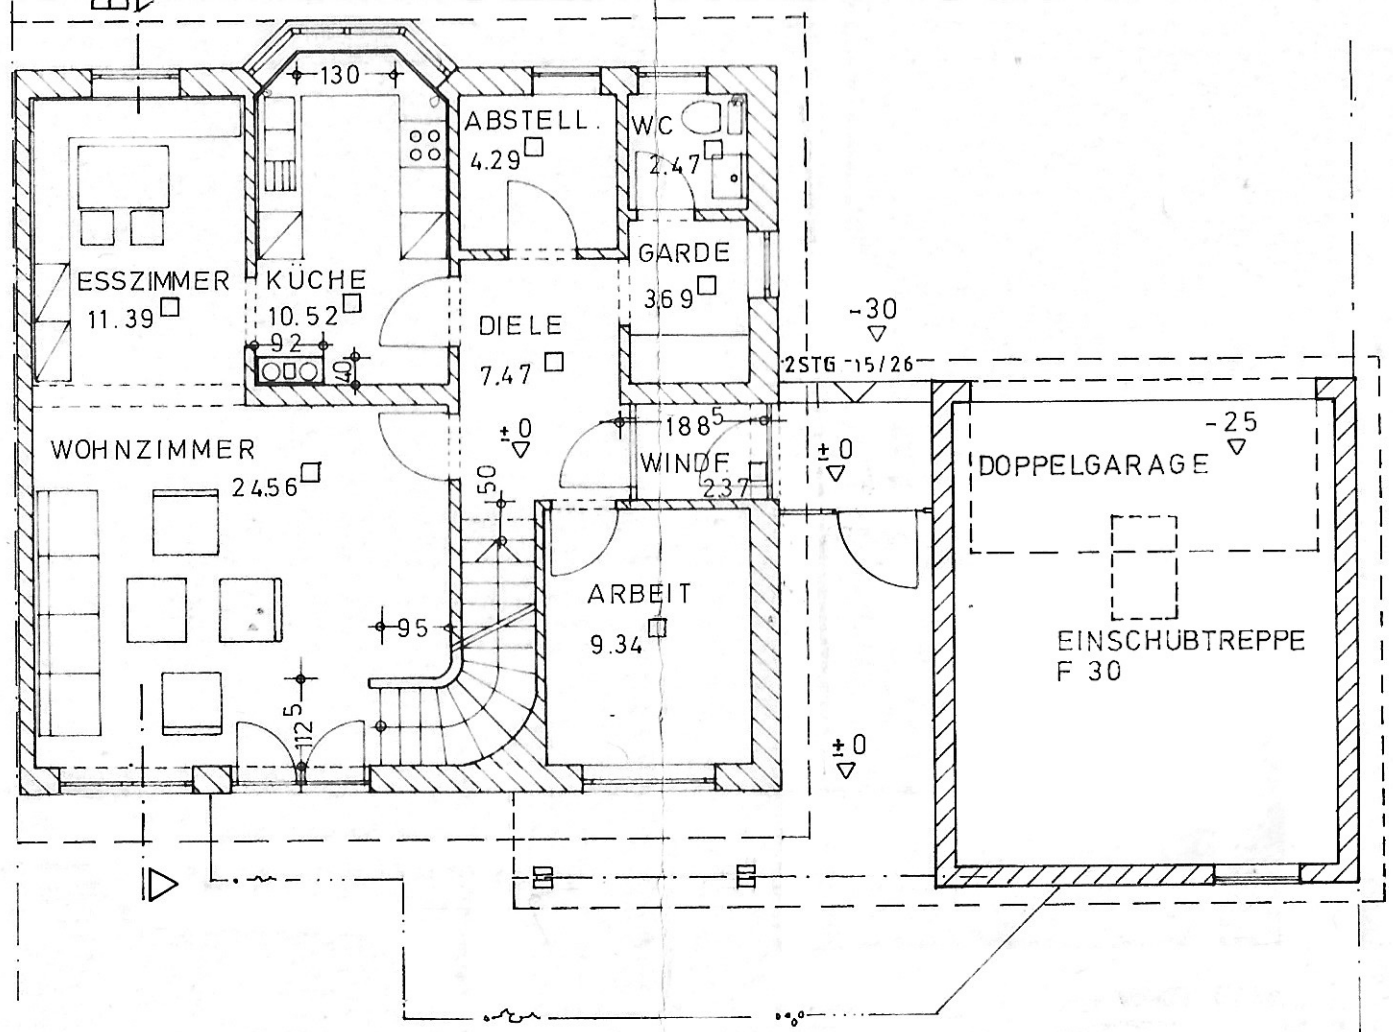 130
ABSTELL.
4.29
WC
2.47
ESSZIMMER
11.39
KÜCHE
10.52
92
40
GARDE
3.69
DIELE
7.47
-30
2STG 15/26
188⁵
±0
WINDF.
2.37
±0
-25
DOPPELGARAGE
WOHNZIMMER
24.56
50
ARBEIT
9.34
EINSCHUBTREPPE
F 30
95
112⁵
±0